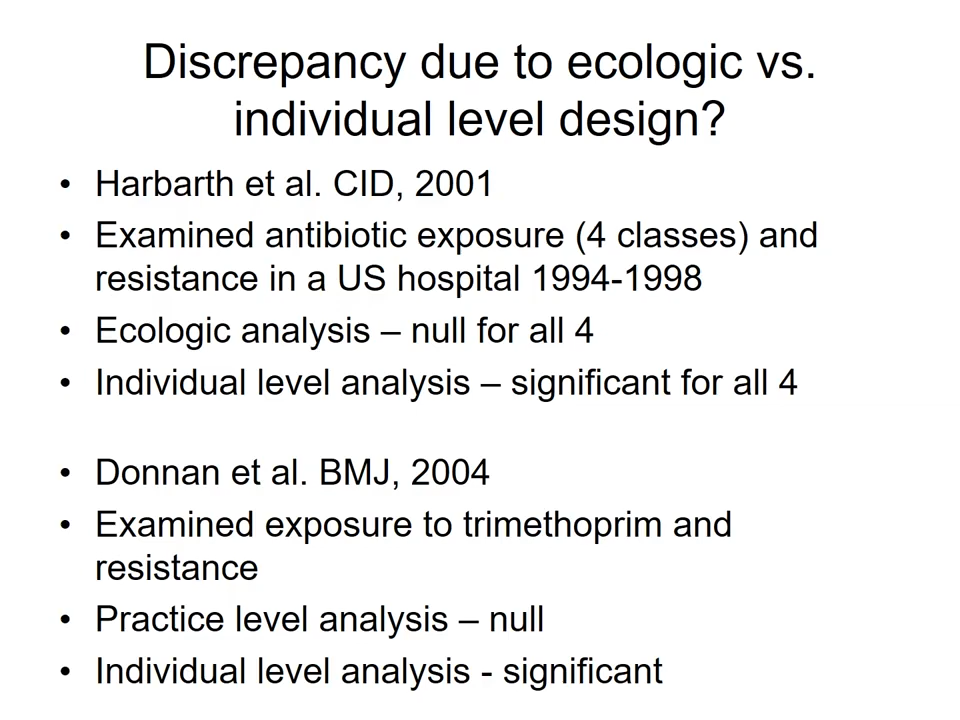 Discrepancy due to ecologic vs.
individual level design?
• Harbarth et al. CID, 2001
• Examined antibiotic exposure (4 classes) and
resistance in a US hospital 1994-1998
• Ecologic analysis – null for all 4
• Individual level analysis – significant for all 4
• Donnan et al. BMJ, 2004
• Examined exposure to trimethoprim and
resistance
• Practice level analysis – null
• Individual level analysis - significant